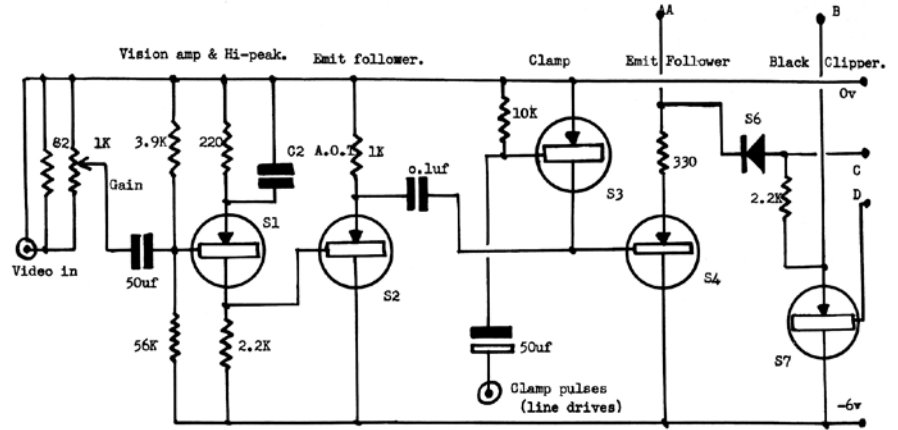 AA
B
Vision amp & Hi-peak.
Emit follower.
Clamp
Emit Follower
Black Clipper.
0v
10K
S6
82
1K
3.9K
220
C2
A.O.T
1K
o.1uf
330
S3
C
Gain
2.2K
D
S1
Video in
50uf
S2
S4
56K
2.2K
50uf
S7
Clamp pulses
(line drives)
-6v